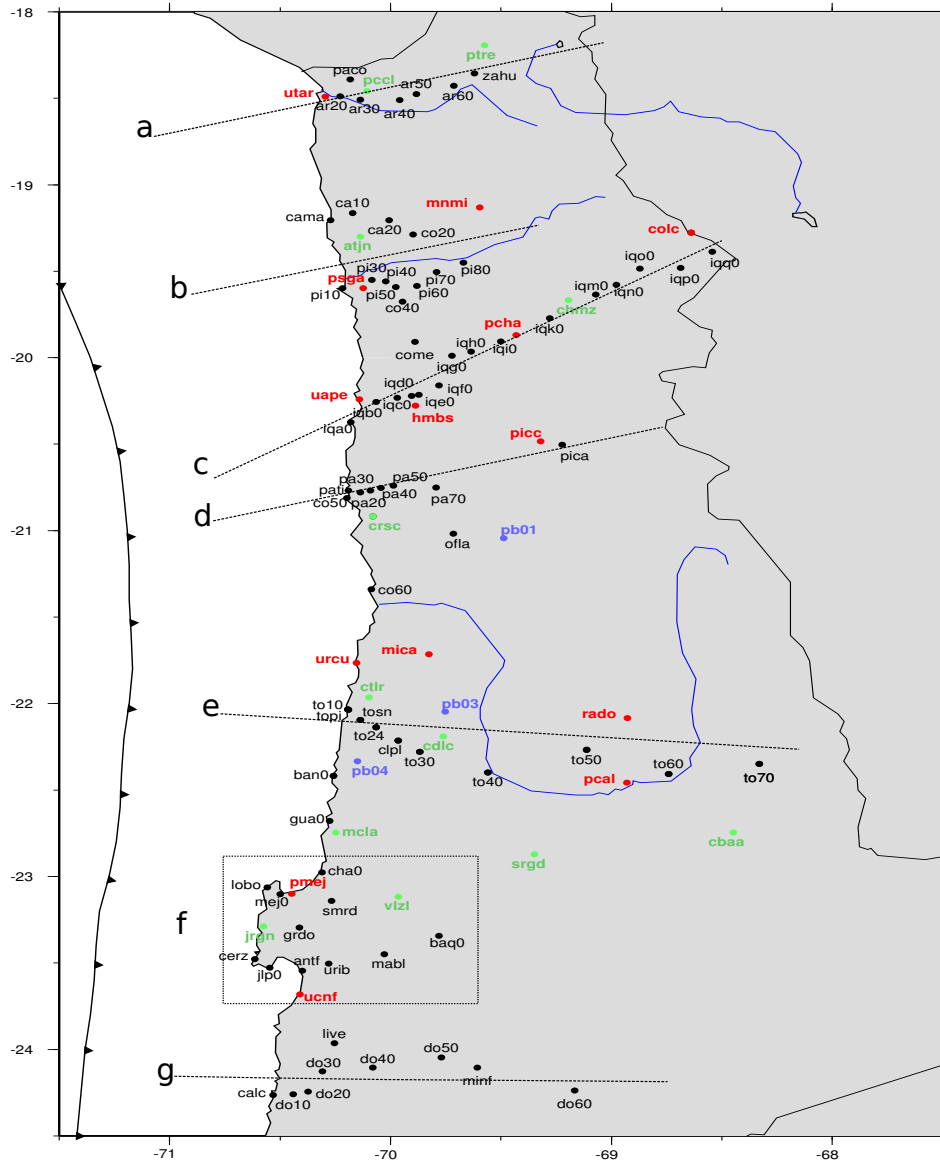 -18
ptre
zahu
paco
pccl
ar50
utar
ar20
ar30
ar40
ar60
a
-19
ca10
mnmi
cama
ca20
co20
colc
atjn
iqo0
iqq0
pi30
pi40
pi80
psga
pi70
iqp0
b
pi10
pi50
pi60
iqm0
iqn0
co40
chmz
pcha
iqk0
-20
come
iqh0
iqi0
iqg0
iqd0
iqf0
uape
iqb0
iqc0
iqe0
hmbs
iqa0
picc
c
pica
pa30
pa50
pati
pa40
pa70
co50
pa20
d
crsc
pb01
-21
ofla
co60
urcu
mica
ctlr
-22
to10
pb03
rado
e
topi
tosn
to24
cdlc
clpl
to30
to50
to60
ban0
pb04
to40
pcal
to70
gua0
mcla
cbaa
srgd
-23
cha0
lobo
pmej
mej0
smrd
vlzl
f
jrgn
grdo
baq0
cerz
antf
jlp0
urib
mabl
ucnf
-24
live
do50
do30
do40
g
minf
calc
do10
do20
do60
-71
-70
-69
-68